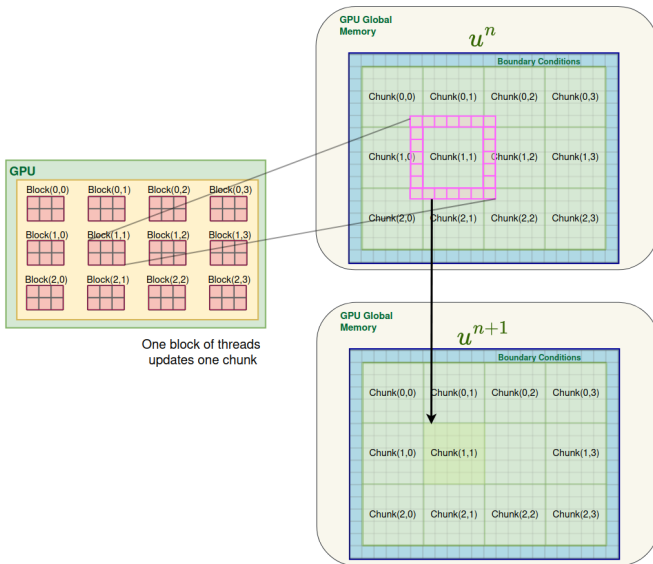 GPU Global
Memory
u^n
Boundary Conditions
Chunk(0,0) Chunk(0,1) Chunk(0,2) Chunk(0,3)
Chunk(1,0) Chunk(1,1) Chunk(1,2) Chunk(1,3)
Chunk(2,0) Chunk(2,1) Chunk(2,2) Chunk(2,3)
GPU
Block(0,0) Block(0,1) Block(0,2) Block(0,3)
Block(1,0) Block(1,1) Block(1,2) Block(1,3)
Block(2,0) Block(2,1) Block(2,2) Block(2,3)
One block of threads
updates one chunk
GPU Global
Memory
u^{n+1}
Boundary Conditions
Chunk(0,0) Chunk(0,1) Chunk(0,2) Chunk(0,3)
Chunk(1,0) Chunk(1,1) Chunk(1,3)
Chunk(2,0) Chunk(2,1) Chunk(2,2) Chunk(2,3)